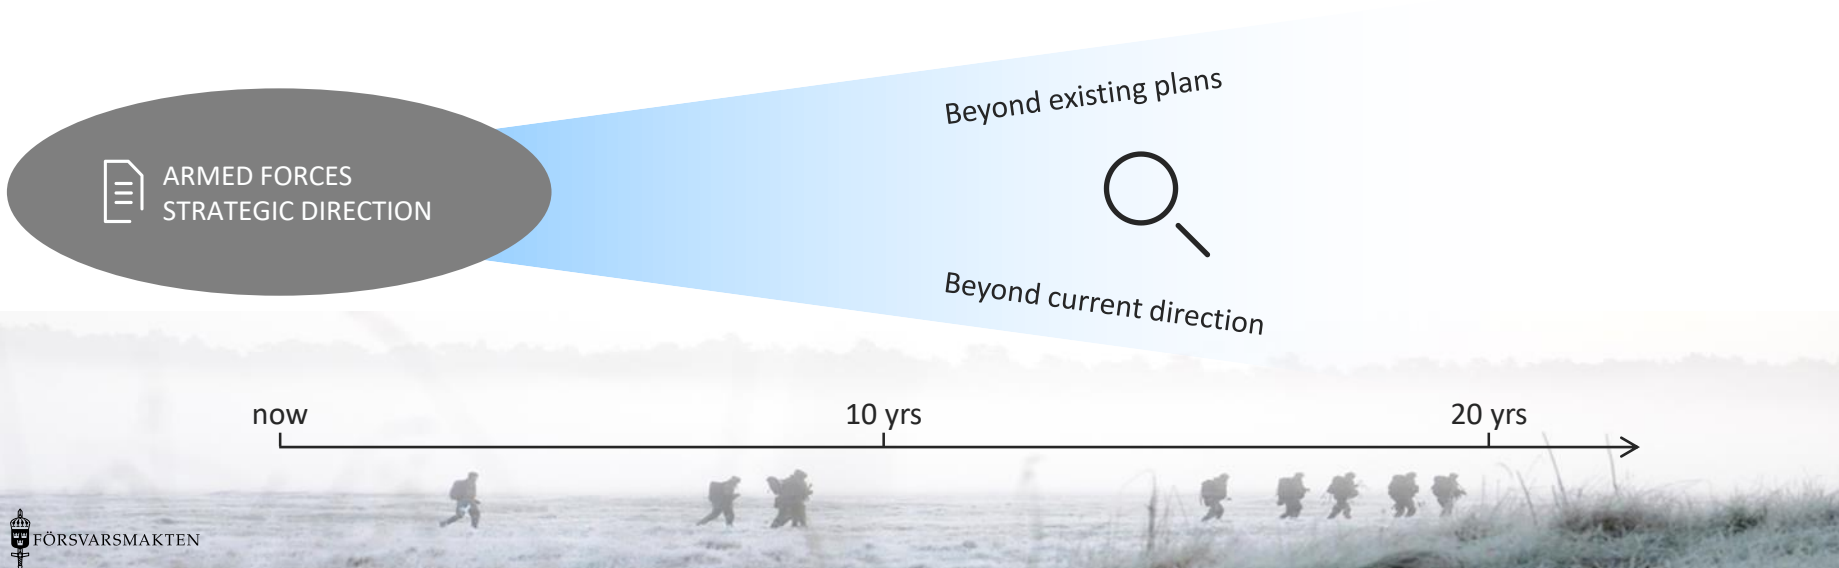 Beyond existing plans
ARMED FORCES
STRATEGIC DIRECTION
Beyond current direction
now
10 yrs
20 yrs
FÖRSVARSMAKTEN